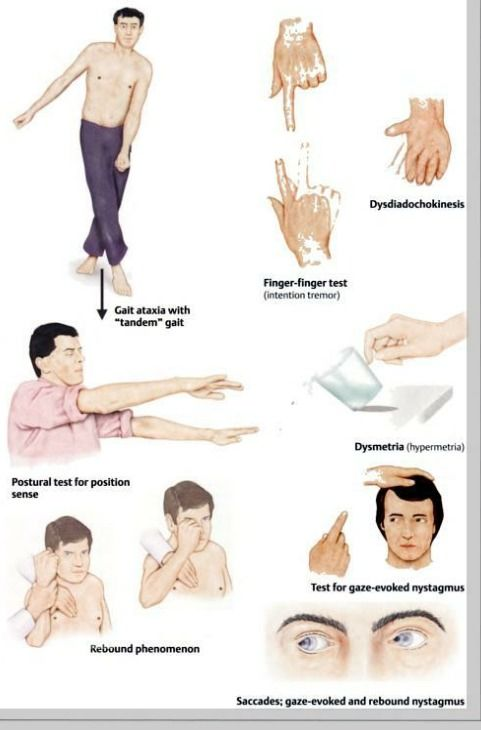 Dysdiadochokinesis
Finger-finger test
(intention tremor)
Gait ataxia with
"tandem" gait
Dysmetria (hypermetria)
Postural test for position
sense
Test for gaze-evoked nystagmus
Rebound phenomenon
Saccades; gaze-evoked and rebound nystagmus